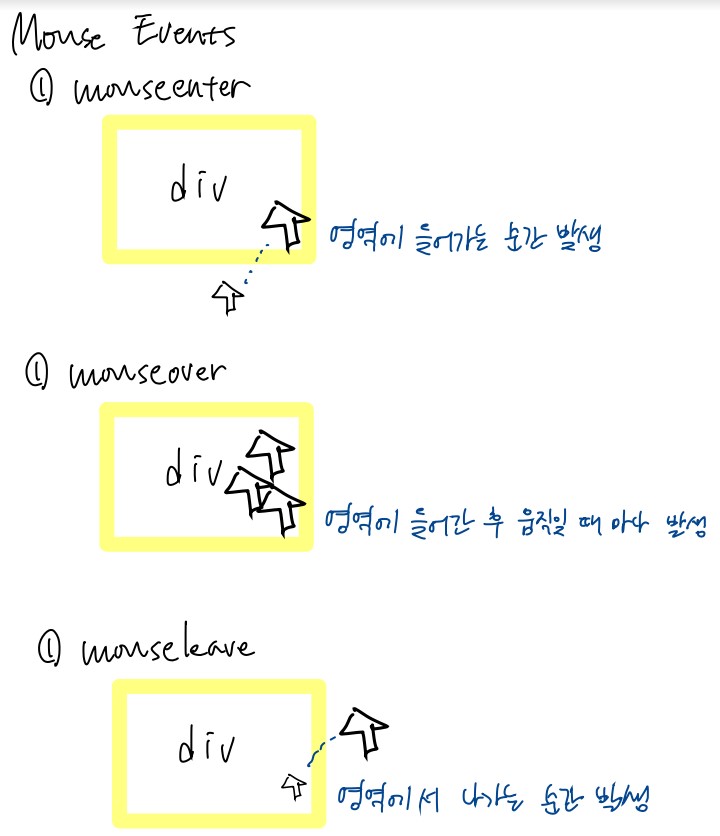 Mouse Events
① mouseenter
div
영역에 들어가는 순간 발생
① mouseover
div
영역에 들어간 후 움직일 때 마다 발생
① mouseleave
div
영역에서 나가는 순간 발생